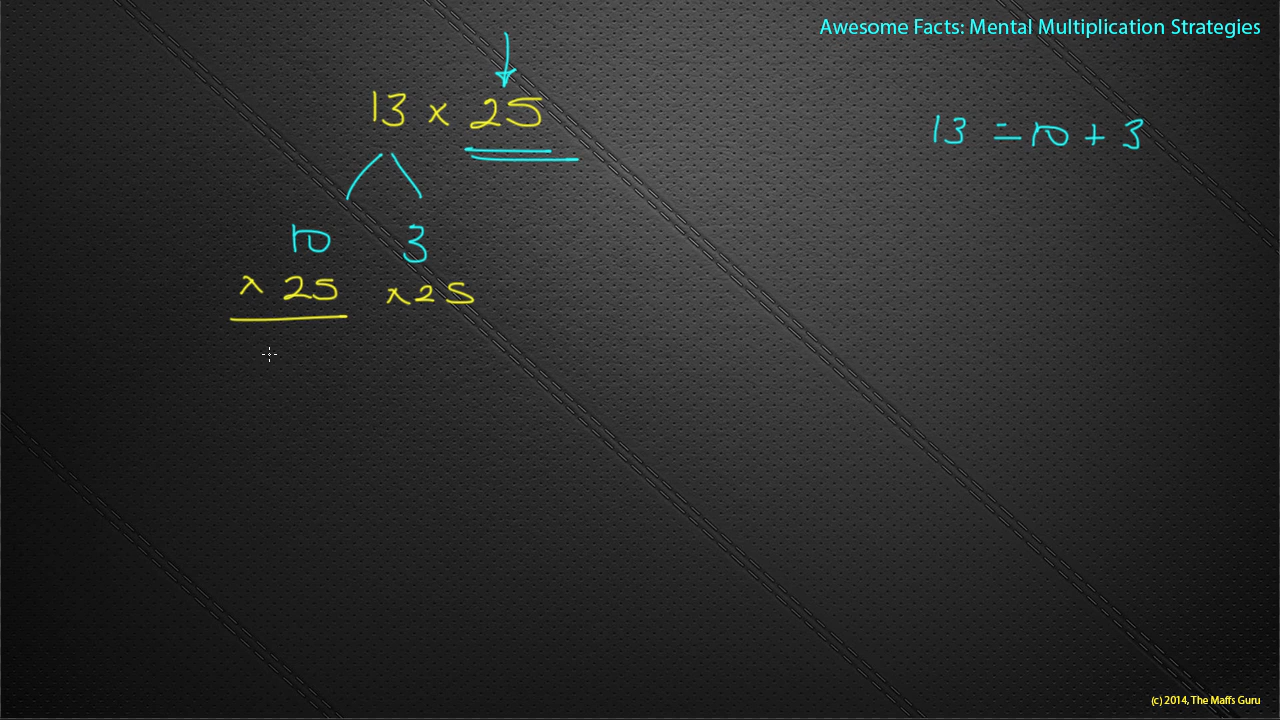 Awesome Facts: Mental Multiplication Strategies
13 x 25
13 = 10 + 3
10 3
x 25 x 25
(c) 2014, The Maffs Guru